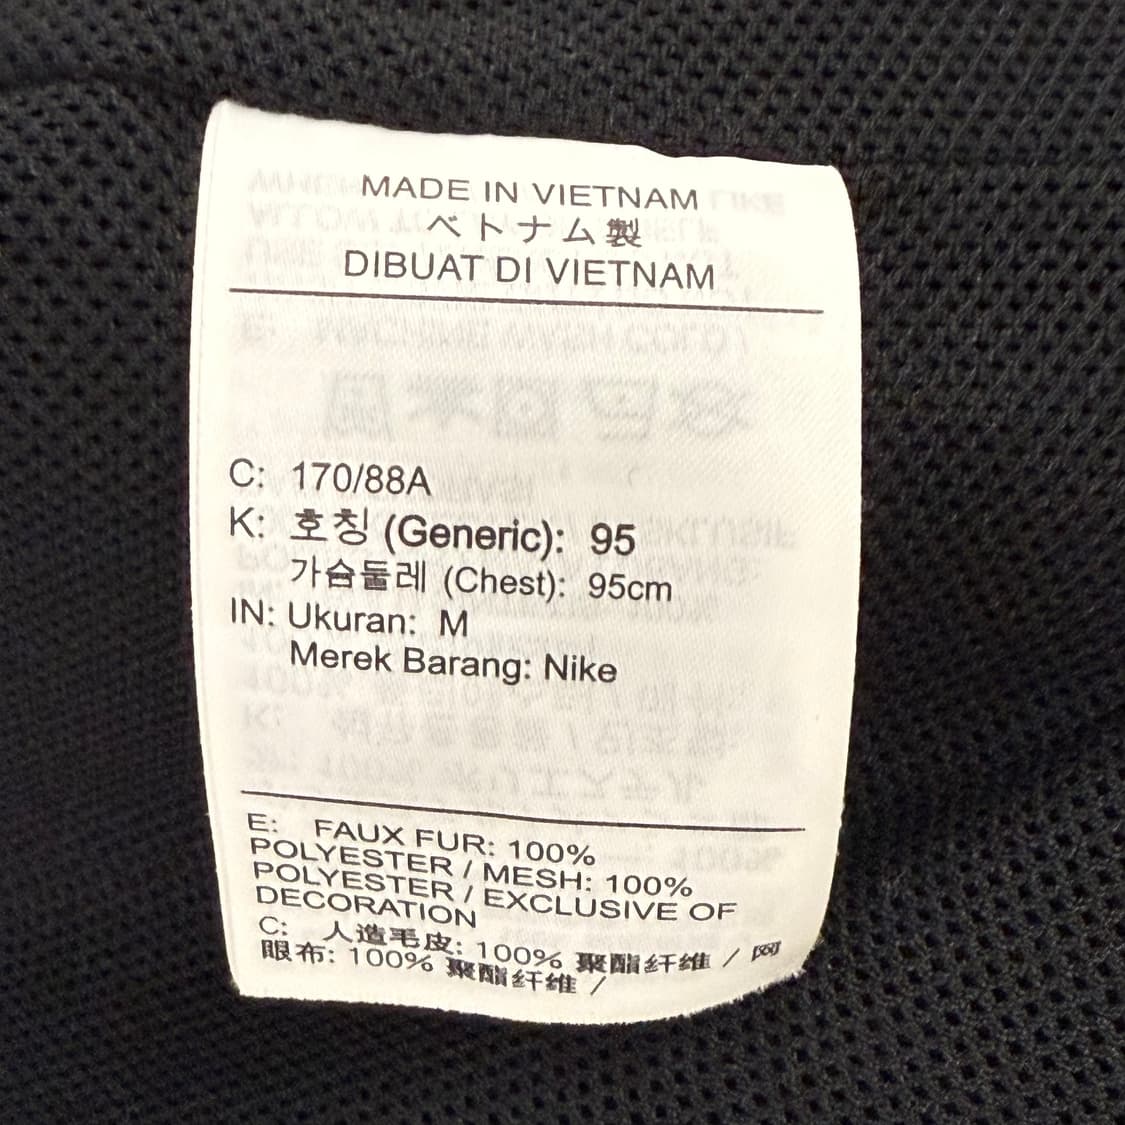 MADE IN VIETNAM
ベトナム製
DIBUAT DI VIETNAM
C: 170/88A
K: 호칭 (Generic): 95
가슴둘레 (Chest): 95cm
IN: Ukuran: M
Merek Barang: Nike
E: FAUX FUR: 100%
POLYESTER / MESH: 100%
POLYESTER / EXCLUSIVE OF
DECORATION
C: 人造毛皮: 100% 聚酯纤维 / 网
眼布: 100% 聚酯纤维 /